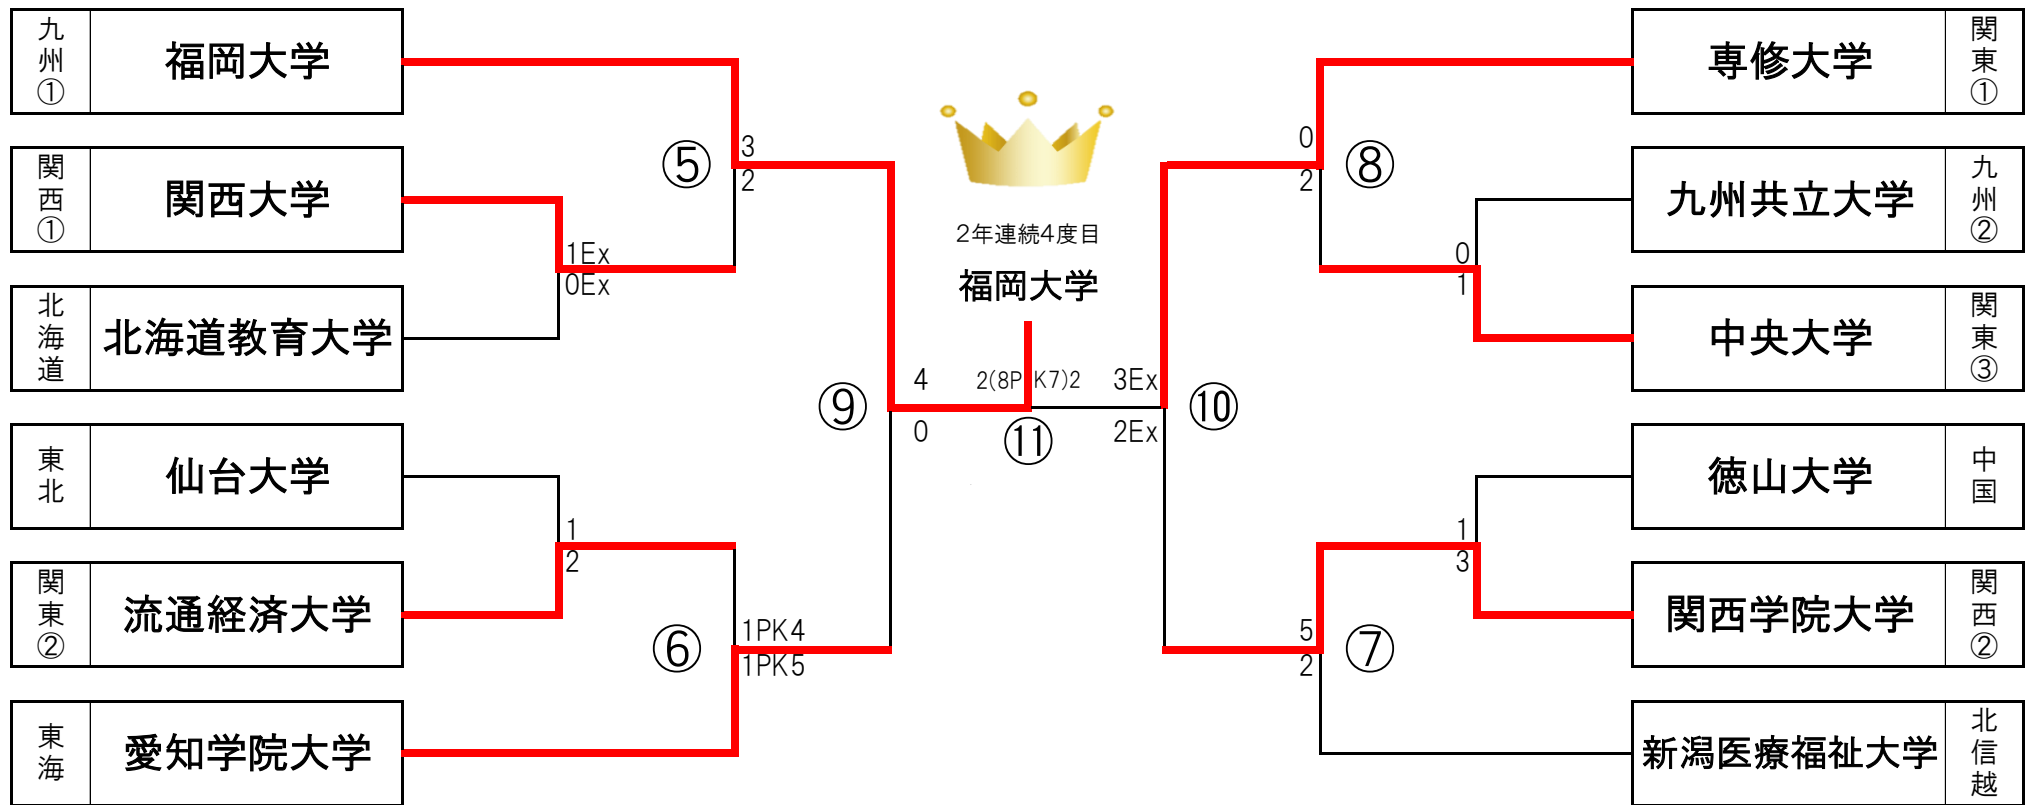 九州①
福岡大学
関西①
関西大学
北海道
北海道教育大学
東北
仙台大学
関東②
流通経済大学
東海
愛知学院大学
⑤
3
2
1Ex
0Ex
1
2
⑥
1PK4
1PK5
⑨
4
0
2年連続4度目
福岡大学
2(8PK7)2
⑪
3Ex
2Ex
⑩
0
2
⑧
0
1
1
3
5
2
⑦
専修大学
関東①
九州共立大学
九州②
中央大学
関東③
徳山大学
中国
関西学院大学
関西②
新潟医療福祉大学
北信越